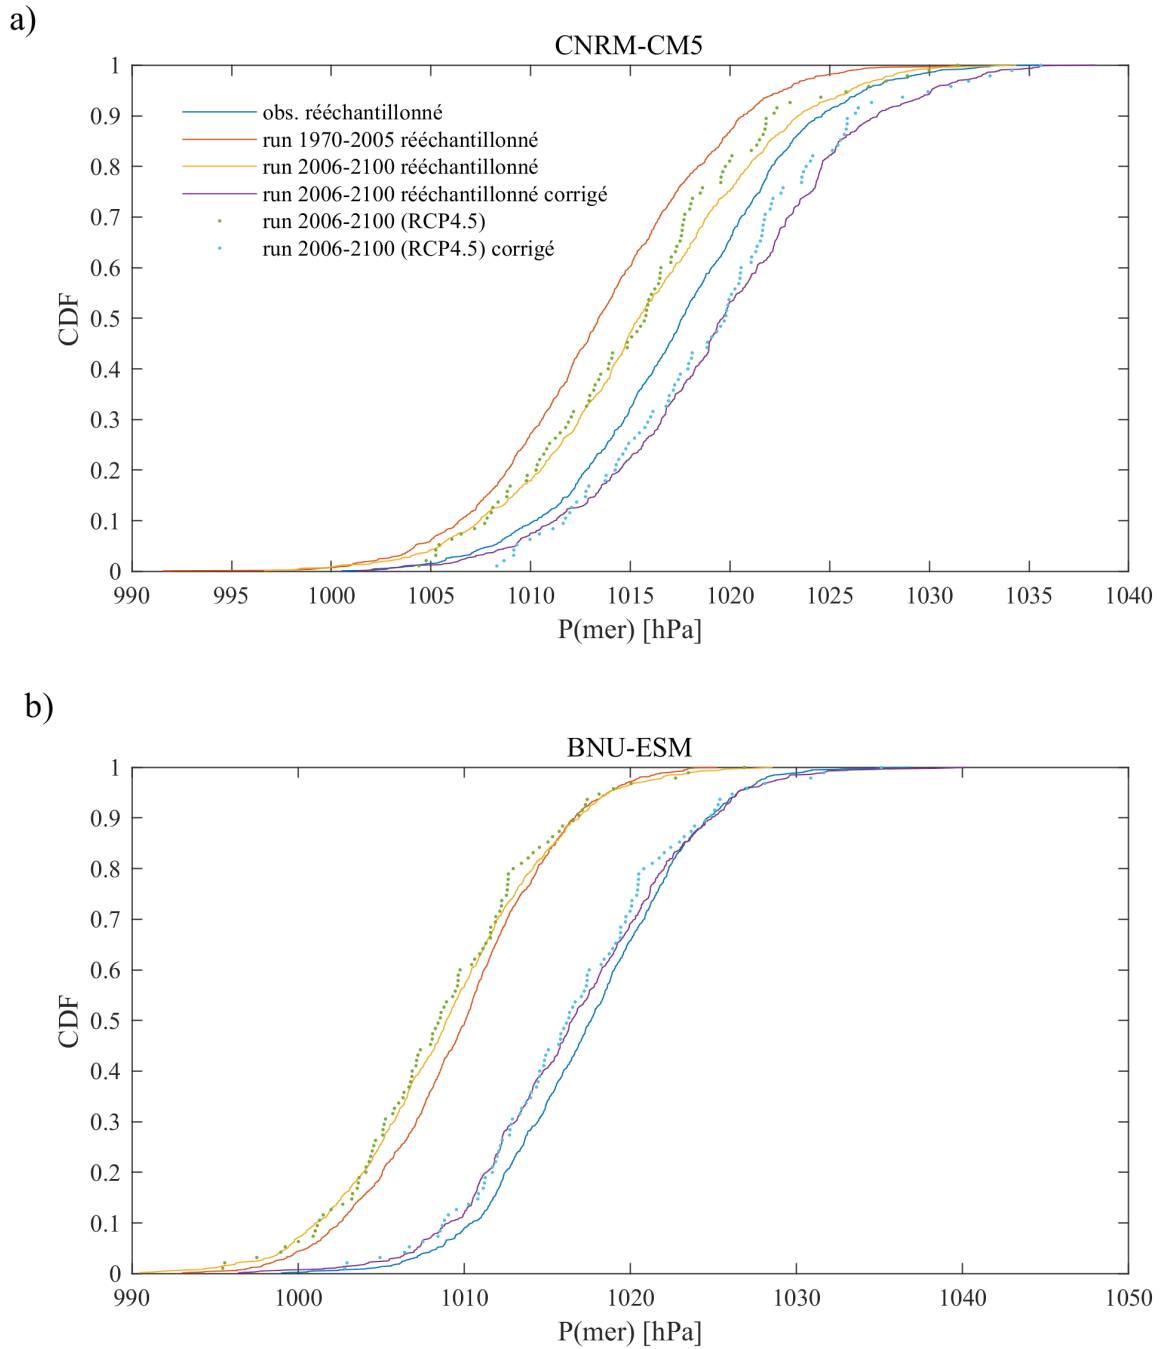 a)
CNRM-CM5
1
0.9
0.8
0.7
0.6
0.5
0.4
0.3
0.2
0.1
0
CDF
obs. rééchantillonné
run 1970-2005 rééchantillonné
run 2006-2100 rééchantillonné
run 2006-2100 rééchantillonné corrigé
run 2006-2100 (RCP4.5)
run 2006-2100 (RCP4.5) corrigé
990 995 1000 1005 1010 1015 1020 1025 1030 1035 1040
P(mer) [hPa]
b)
BNU-ESM
1
0.9
0.8
0.7
0.6
0.5
0.4
0.3
0.2
0.1
0
CDF
990 1000 1010 1020 1030 1040 1050
P(mer) [hPa]